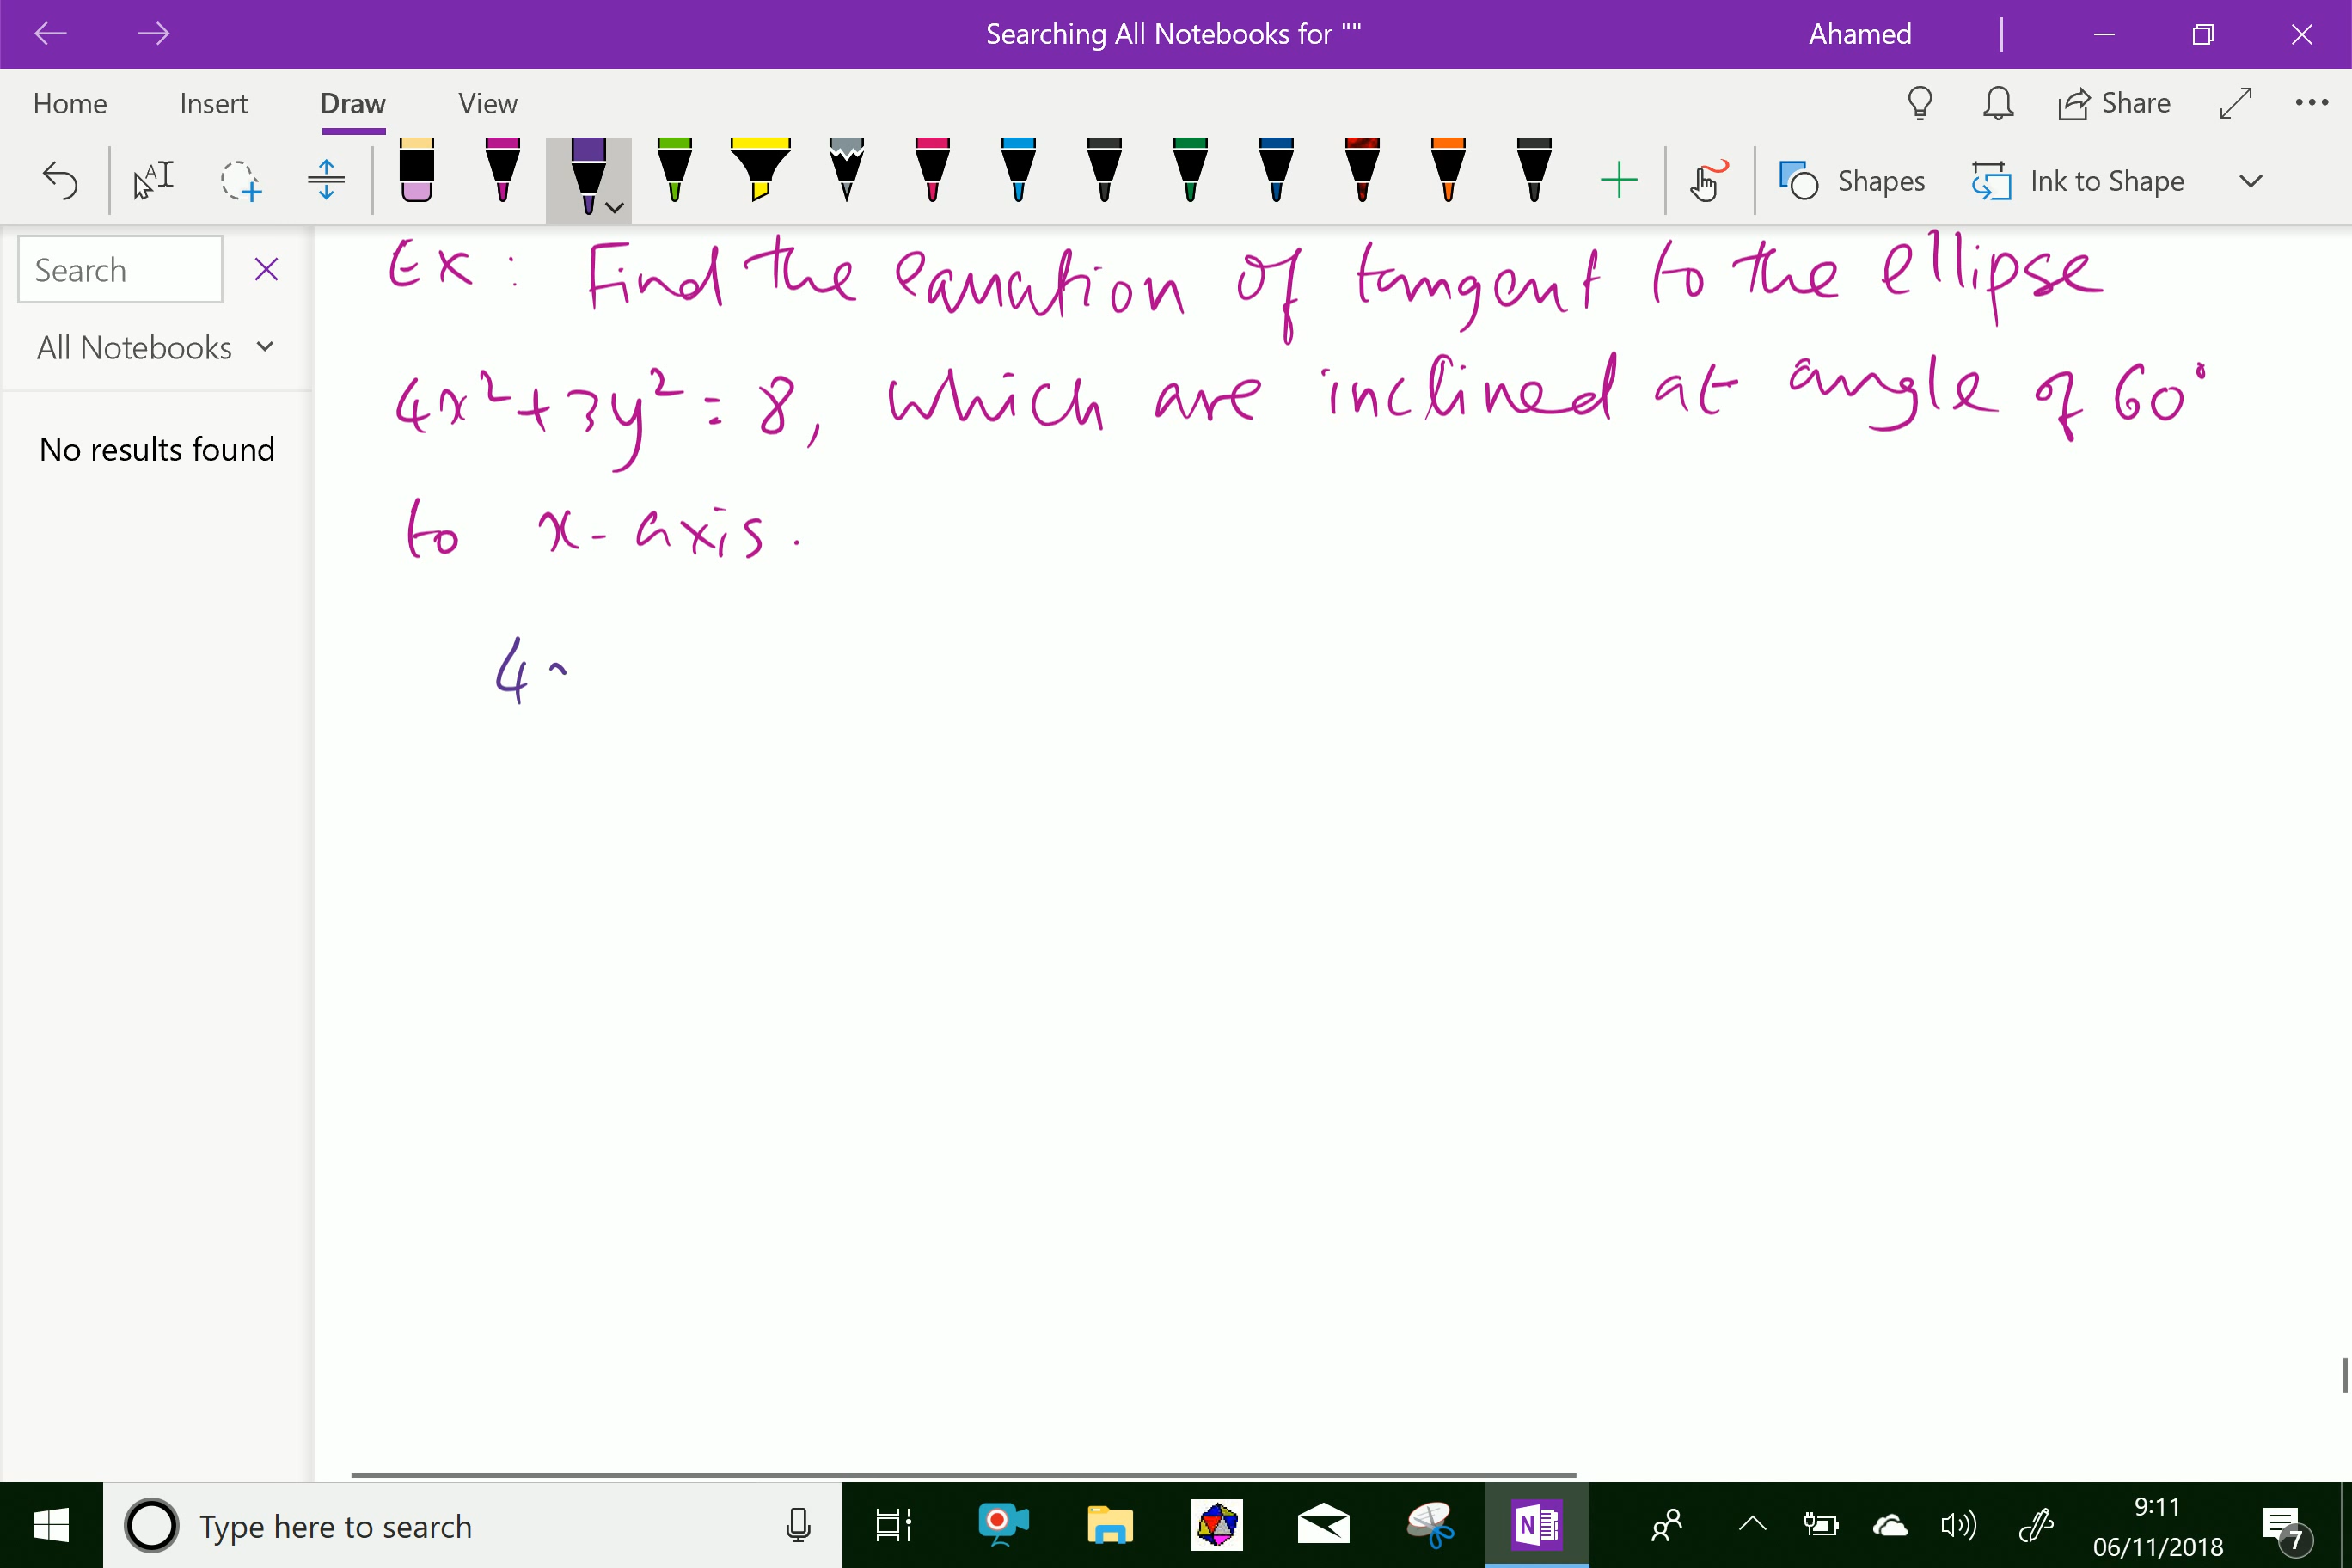 Searching All Notebooks for ""
Ahamed
Home Insert Draw View
Share
Shapes
Ink to Shape
Search
All Notebooks
No results found
Ex : Find the equation of tangent to the ellipse
4x²+3y²=8, which are inclined at angle of 60°
to x-axis.
4
Type here to search
N
9:11
06/11/2018
7